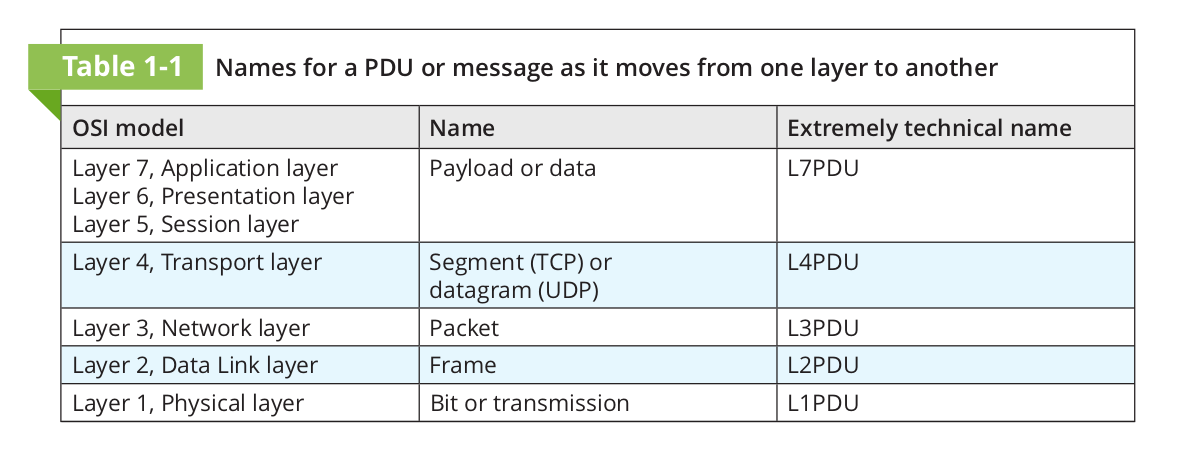 Table 1-1 Names for a PDU or message as it moves from one layer to another
OSI model Name Extremely technical name
Layer 7, Application layer Payload or data L7PDU
Layer 6, Presentation layer
Layer 5, Session layer
Layer 4, Transport layer Segment (TCP) or L4PDU
datagram (UDP)
Layer 3, Network layer Packet L3PDU
Layer 2, Data Link layer Frame L2PDU
Layer 1, Physical layer Bit or transmission L1PDU